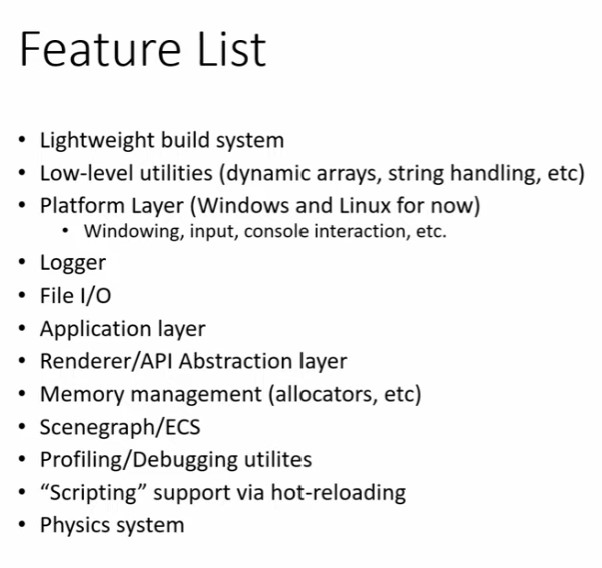 Feature List
• Lightweight build system
• Low-level utilities (dynamic arrays, string handling, etc)
• Platform Layer (Windows and Linux for now)
• Windowing, input, console interaction, etc.
• Logger
• File I/O
• Application layer
• Renderer/API Abstraction layer
• Memory management (allocators, etc)
• Scenegraph/ECS
• Profiling/Debugging utilites
• “Scripting” support via hot-reloading
• Physics system